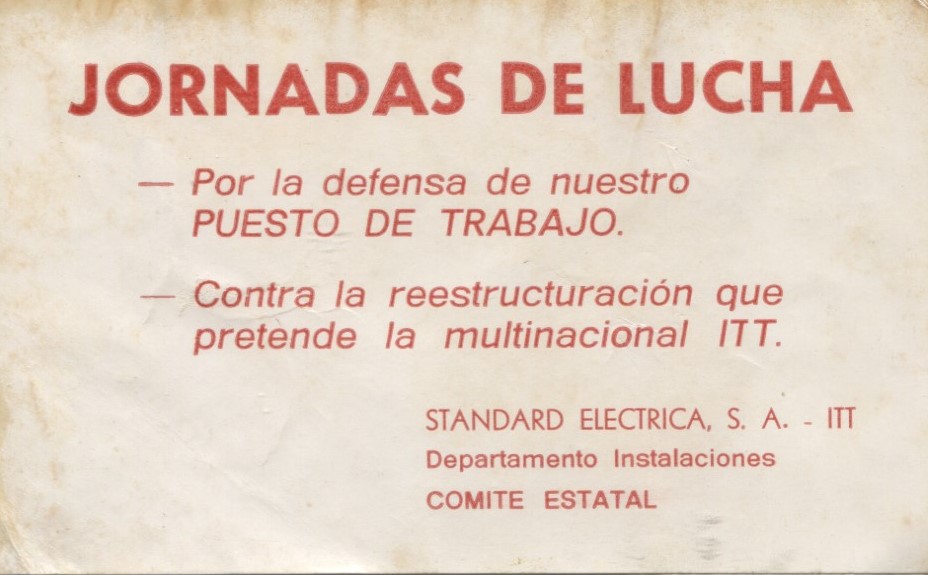 JORNADAS DE LUCHA
— Por la defensa de nuestro
PUESTO DE TRABAJO.
— Contra la reestructuración que
pretende la multinacional ITT.
STANDARD ELECTRICA, S. A. - ITT
Departamento Instalaciones
COMITE ESTATAL